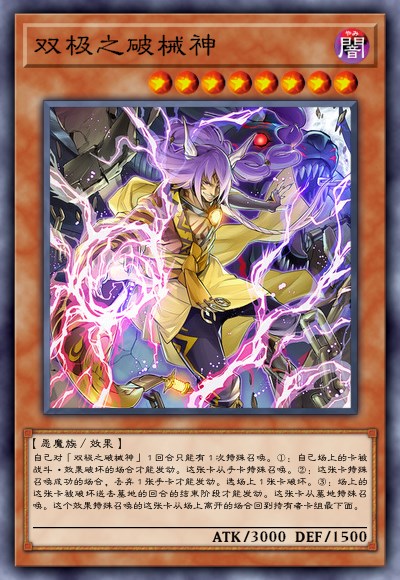 双极之破械神
やみ
闇
【恶魔族／效果】
自己对「双极之破械神」1回合只能有1次特殊召唤。①：自己场上的卡被
战斗·效果破坏的场合才能发动。这张卡从手卡特殊召唤。②：这张卡特殊
召唤成功的场合，丢弃1张手卡才能发动。选场上1张卡破坏。③：场上的
这张卡被破坏送去墓地的回合的结束阶段才能发动。这张卡从墓地特殊召
唤。这个效果特殊召唤的这张卡从场上离开的场合回到持有者卡组最下面。
ATK/3000 DEF/1500